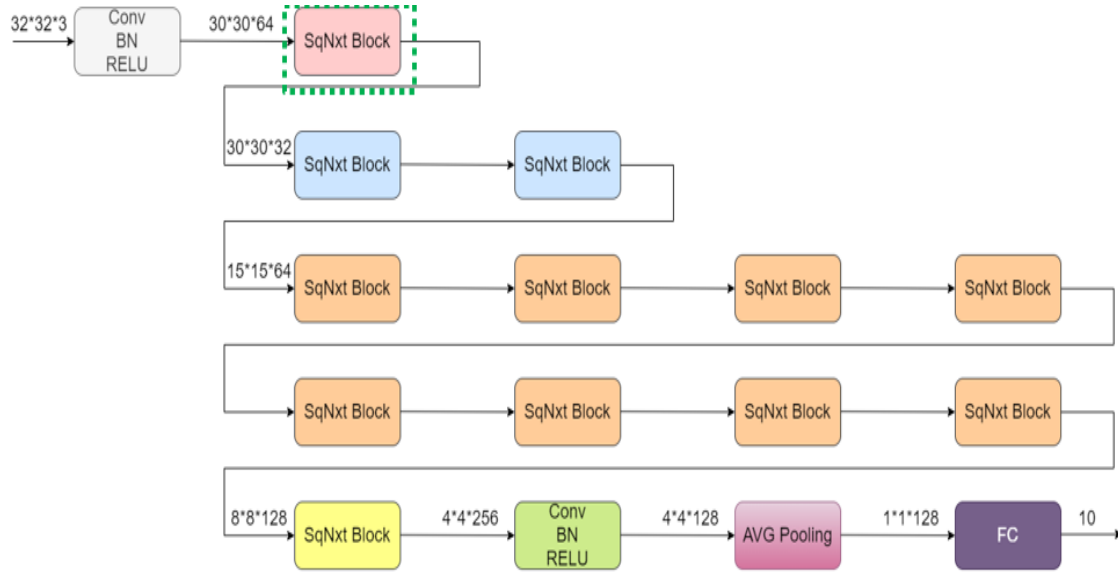 32*32*3
Conv
BN
RELU
30*30*64
SqNxt Block
30*30*32
SqNxt Block
SqNxt Block
15*15*64
SqNxt Block
SqNxt Block
SqNxt Block
SqNxt Block
SqNxt Block
SqNxt Block
SqNxt Block
SqNxt Block
8*8*128
SqNxt Block
4*4*256
Conv
BN
RELU
4*4*128
AVG Pooling
1*1*128
FC
10